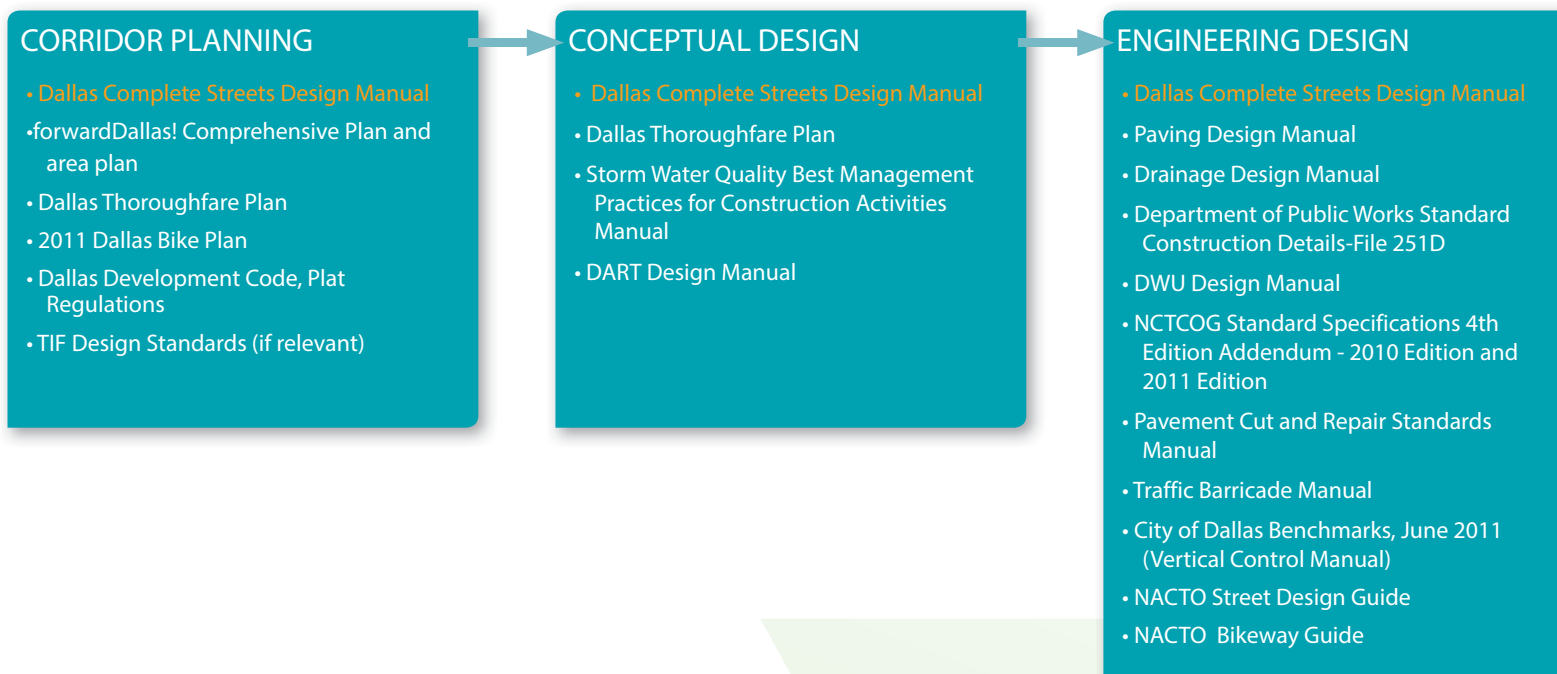 CORRIDOR PLANNING
• Dallas Complete Streets Design Manual
•forwardDallas! Comprehensive Plan and
area plan
• Dallas Thoroughfare Plan
• 2011 Dallas Bike Plan
• Dallas Development Code, Plat
Regulations
• TIF Design Standards (if relevant)
CONCEPTUAL DESIGN
• Dallas Complete Streets Design Manual
• Dallas Thoroughfare Plan
• Storm Water Quality Best Management
Practices for Construction Activities
Manual
• DART Design Manual
ENGINEERING DESIGN
• Dallas Complete Streets Design Manual
• Paving Design Manual
• Drainage Design Manual
• Department of Public Works Standard
Construction Details-File 251D
• DWU Design Manual
• NCTCOG Standard Specifications 4th
Edition Addendum - 2010 Edition and
2011 Edition
• Pavement Cut and Repair Standards
Manual
• Traffic Barricade Manual
• City of Dallas Benchmarks, June 2011
(Vertical Control Manual)
• NACTO Street Design Guide
• NACTO Bikeway Guide